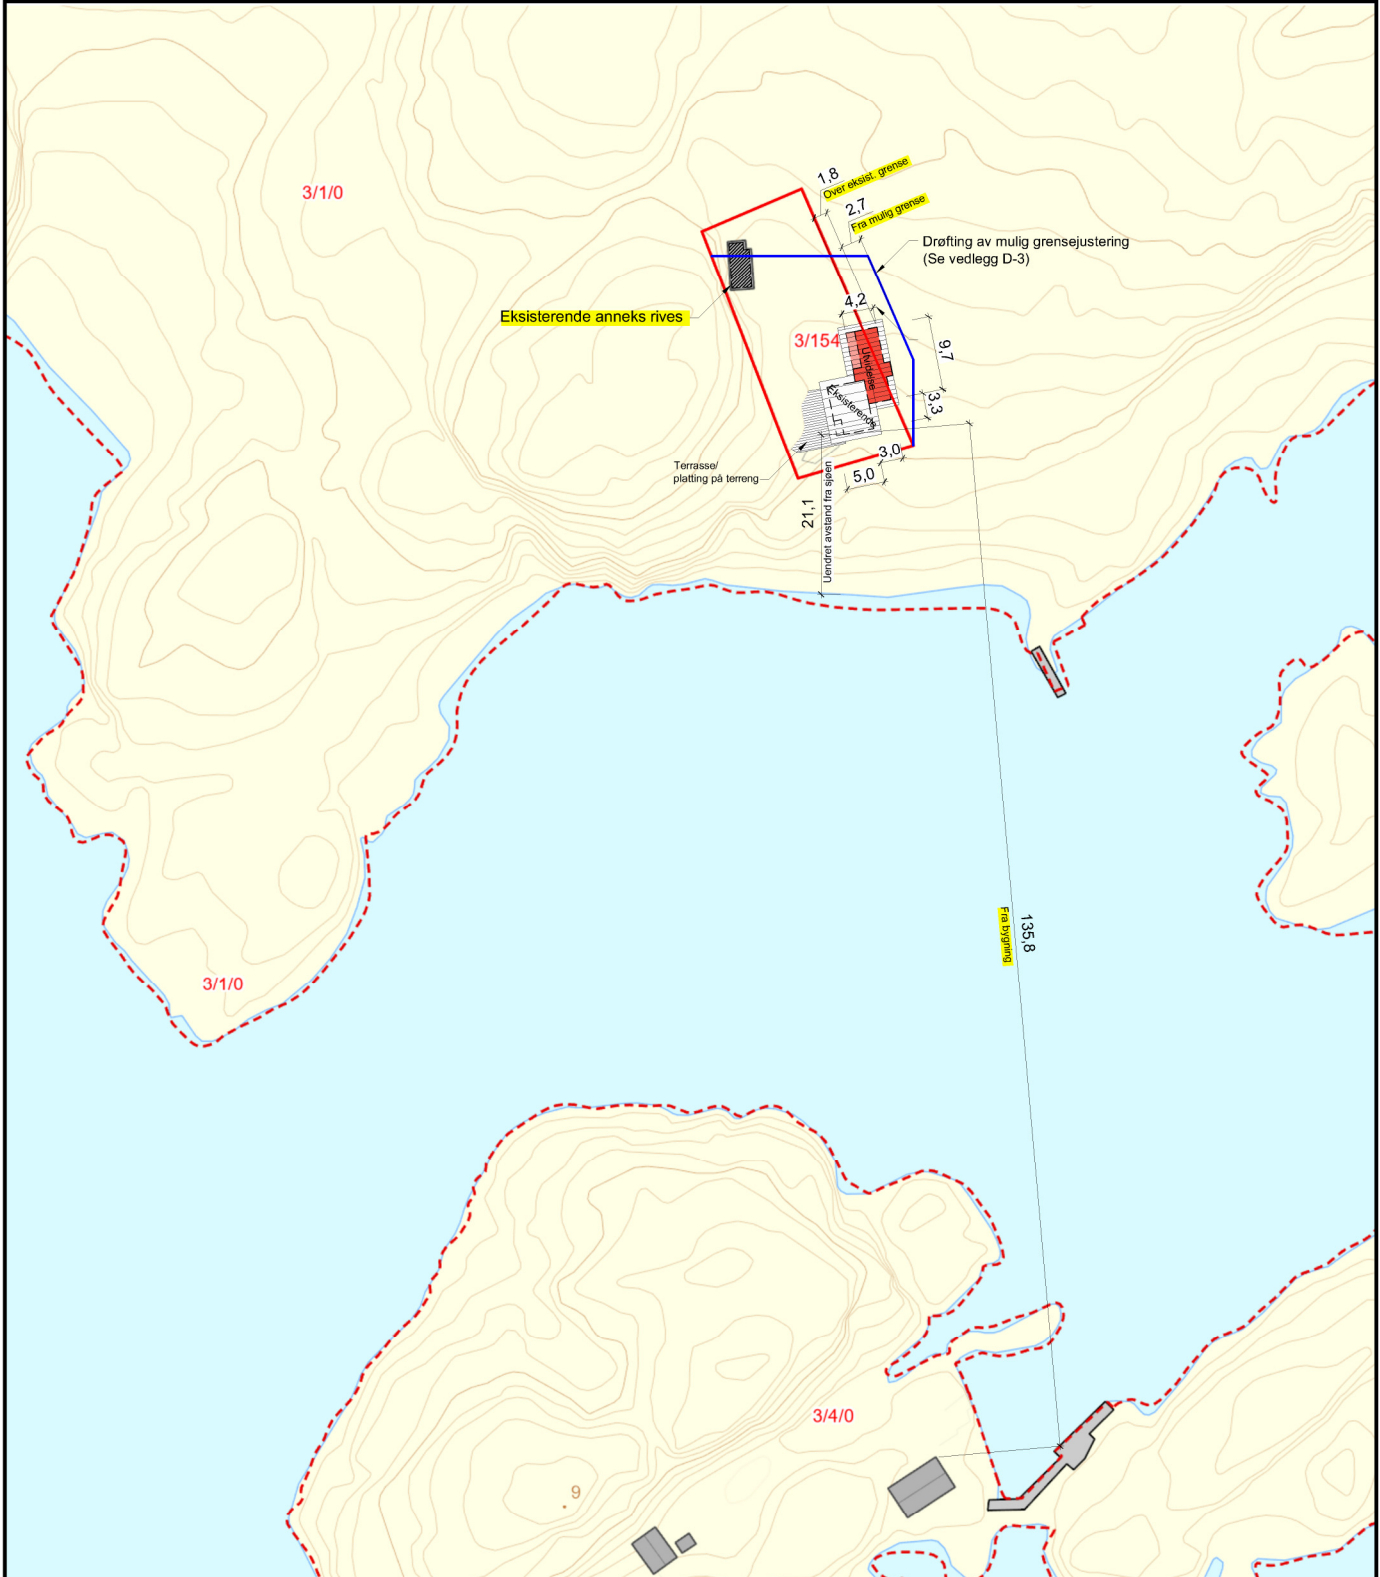 3/1/0
1,8
Over eksist. grense
2,7
Fra mulig grense
Drøfting av mulig grensejustering
(Se vedlegg D-3)
4,2
Eksisterende anneks rives
3/154
Utvidelse
9,7
Eksisterende
3,3
3,0
Terrasse/
platting på terreng
5,0
21,1
Uendret avstand fra sjøen
135,8
Fra bygning
3/1/0
3/4/0
9